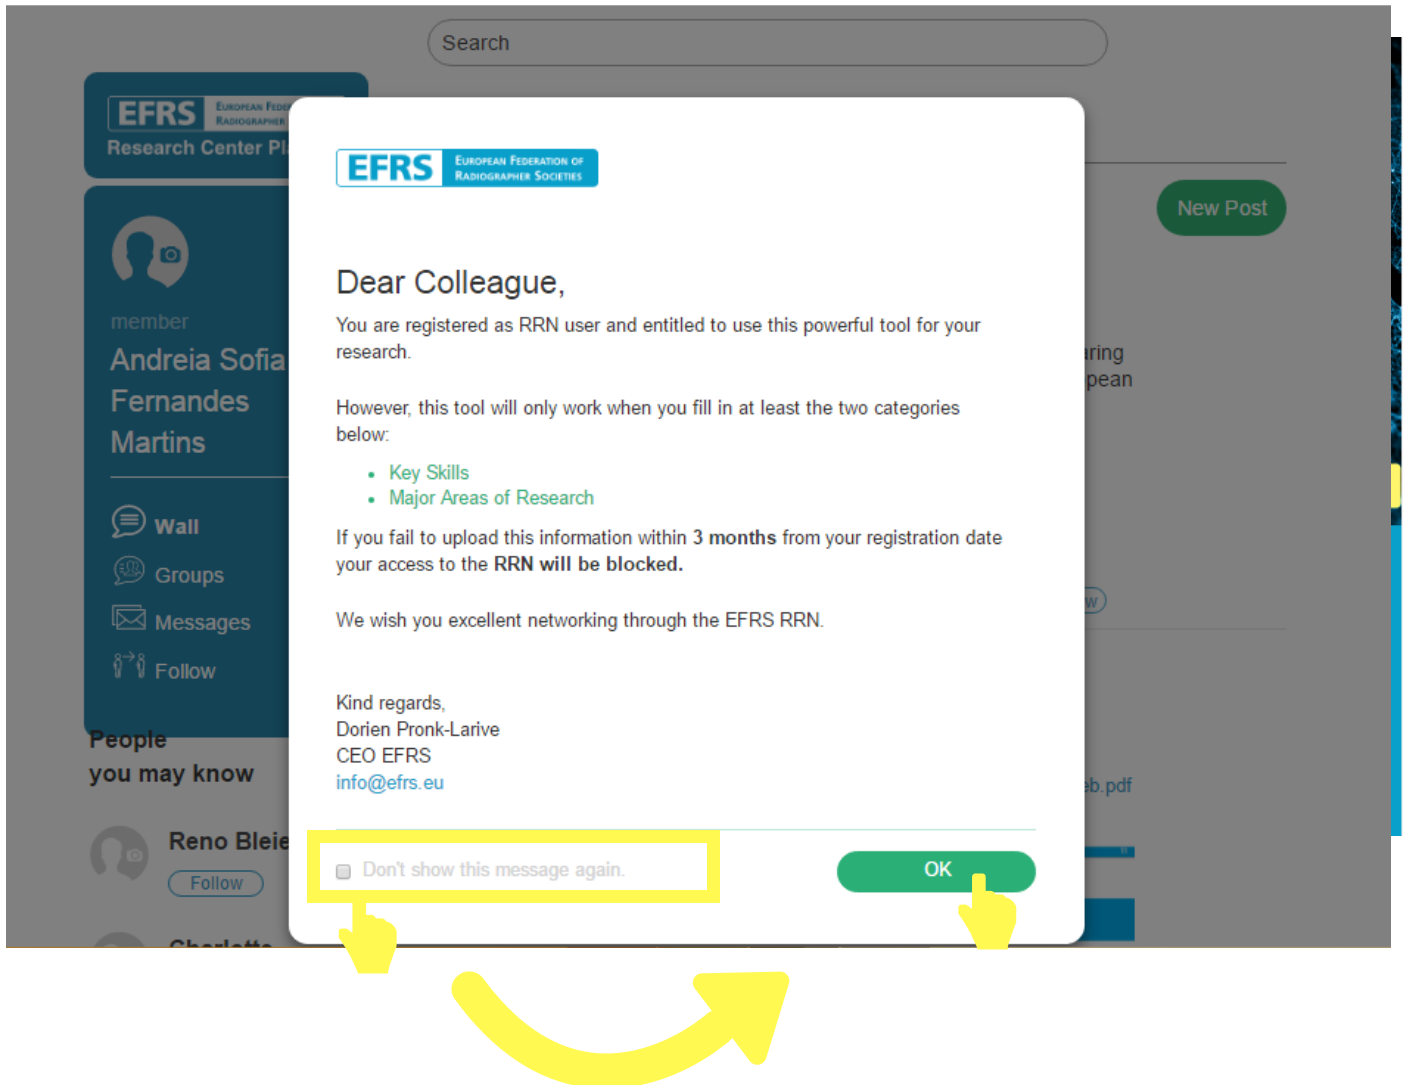 Search
EFRS EUROPEAN FEDER
RADIOGRAPHER
Research Center Pl
member
Andreia Sofia
Fernandes
Martins
Wall
Groups
Messages
Follow
People
you may know
Reno Bleie
Follow
Charlotte
EFRS EUROPEAN FEDERATION OF
RADIOGRAPHER SOCIETIES
Dear Colleague,
You are registered as RRN user and entitled to use this powerful tool for your
research.
However, this tool will only work when you fill in at least the two categories
below:
• Key Skills
• Major Areas of Research
If you fail to upload this information within 3 months from your registration date
your access to the RRN will be blocked.
We wish you excellent networking through the EFRS RRN.
Kind regards,
Dorien Pronk-Larive
CEO EFRS
info@efrs.eu
Don't show this message again.
OK
New Post
aring
pean
w
eb.pdf